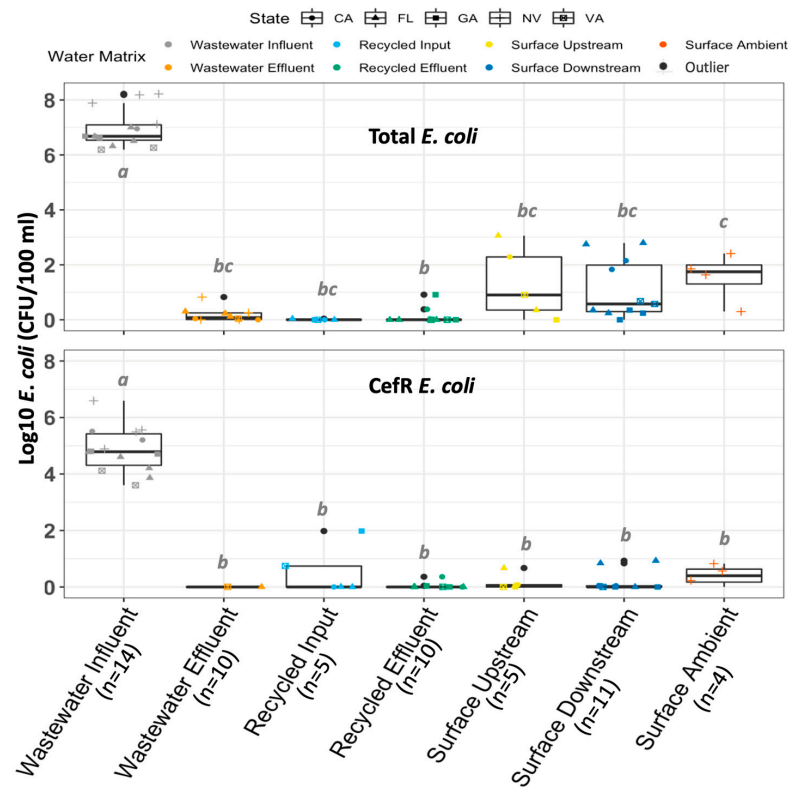 State CA FL GA NV VA
Water Matrix
Wastewater Influent Recycled Input Surface Upstream Surface Ambient
Wastewater Effluent Recycled Effluent Surface Downstream Outlier
Log10 E. coli (CFU/100 ml)
Total E. coli
8
6
4
2
0
a
bc
bc
b
bc
bc
c
CefR E. coli
8
6
4
2
0
a
b
b
b
b
b
b
Wastewater Influent
(n=14)
Wastewater Effluent
(n=10)
Recycled Input
(n=5)
Recycled Effluent
(n=10)
Surface Upstream
(n=5)
Surface Downstream
(n=11)
Surface Ambient
(n=4)